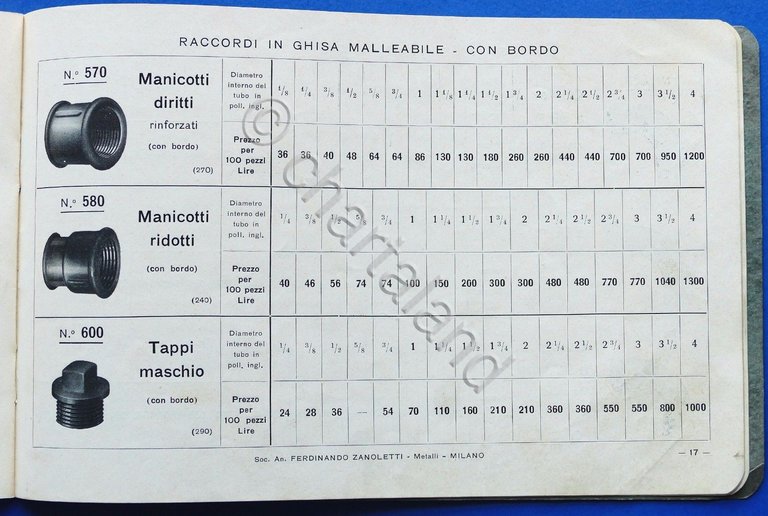 RACCORDI IN GHISA MALLEABILE - CON BORDO
N.º 570
Manicotti
diritti
rinforzati
(con bordo)
(270)
Diametro
interno del
tubo in
poll. ingl.
1/8 1/4 3/8 1/2 5/8 3/4 1 1 1/8 1 1/4 1 1/2 1 3/4 2 2 1/4 2 1/2 2 3/4 3 3 1/2 4
Prezzo
per
100 pezzi
Lire
36 36 40 48 64 64 86 130 130 180 260 260 440 440 700 700 950 1200
N.º 580
Manicotti
ridotti
(con bordo)
(240)
Diametro
interno del
tubo in
poll. ingl.
1/4 3/8 1/2 5/8 3/4 1 1 1/4 1 1/2 1 3/4 2 2 1/4 2 1/2 2 3/4 3 3 1/2 4
Prezzo
per
100 pezzi
Lire
40 46 56 74 74 100 150 200 300 300 480 480 770 770 1040 1300
N.º 600
Tappi
maschio
(con bordo)
(290)
Diametro
interno del
tubo in
poll. ingl.
1/4 3/8 1/2 5/8 3/4 1 1 1/4 1 1/2 1 3/4 2 2 1/4 2 1/2 2 3/4 3 3 1/2 4
Prezzo
per
100 pezzi
Lire
24 28 36 — 54 70 110 160 210 210 360 360 550 550 800 1000
Soc. An. FERDINANDO ZANOLETTI - Metalli - MILANO
— 17 —
© chartaland